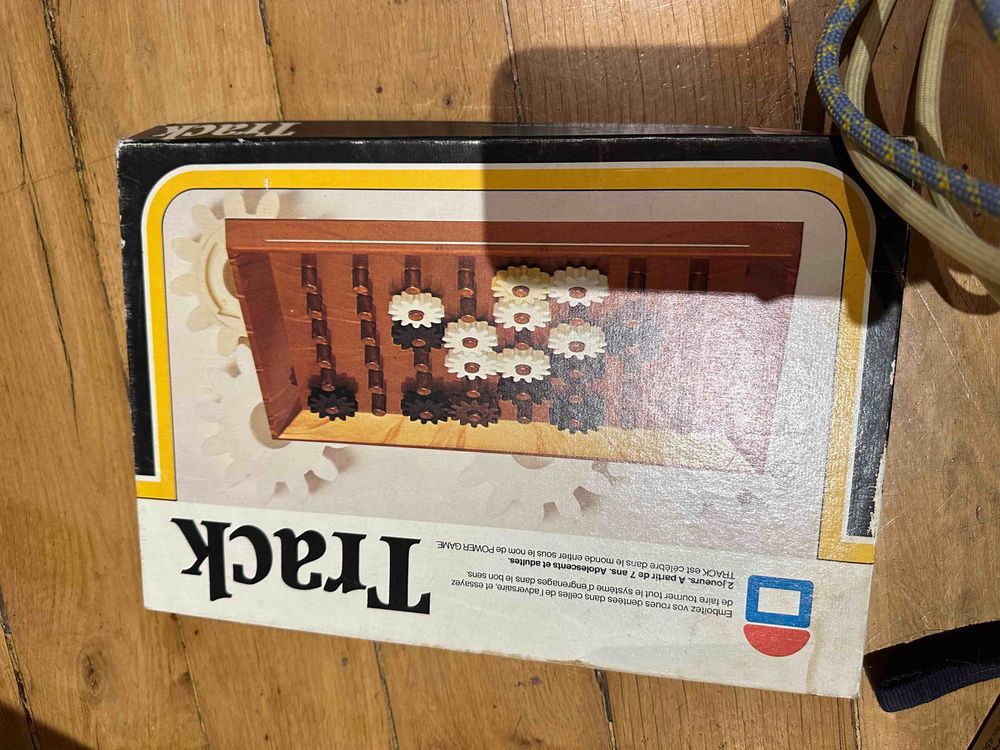 Emboîtez vos roues dentées dans celles de l'adversaire, et essayez
de faire tourner tout le système d'engrenages dans le bon sens.
2 joueurs. A partir de 7 ans. Adolescents et adultes.
TRACK est célèbre dans le monde entier sous le nom de POWER GAME.
Track
Track